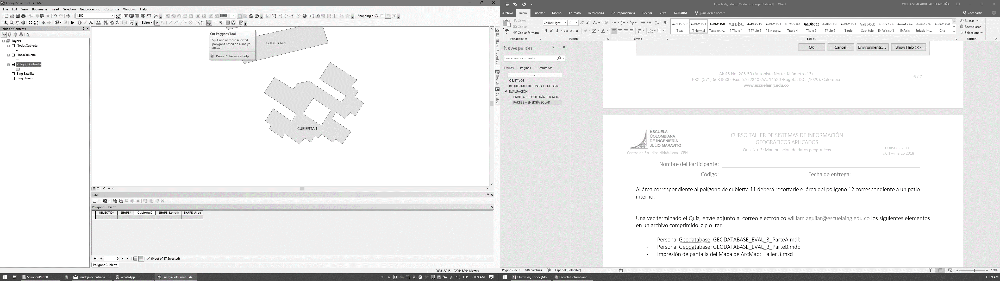 EnergiaSolar.mxd - ArcMap
File Edit View Bookmarks Insert Selection Geoprocessing Customize Windows Help
1:800
Snapping
Editor
Table Of Contents
Layers
NodosCubierta
LineaCubierta
PoligonoCubierta
Bing Satellite
Bing Streets
Cut Polygons Tool
Split one or more selected
polygons based on a line you
draw.
Press F1 for more help.
CUBIERTA 9
CUBIERTA 11
Edit Sketch Properties
Search
Catalog
Table
PoligonoCubierta
OBJECTID * SHAPE * CubiertaID SHAPE_Length SHAPE_Area
0
(0 out of 17 Selected)
PoligonoCubierta
1003812.915 1020645.394 Meters
SolucionParteB
Bandeja de entrada - ...
WhatsApp
EnergiaSolar.mxd - Ar...
33 6
ESP 11:09 AM
Quiz 6 v6_1.docx [Modo de compatibilidad] - Word
WILLIAM RICARDO AGUILAR PIÑA
Archivo Inicio Insertar Diseño Formato Referencias Correspondencia Revisar Vista ACROBAT ¿Qué desea hacer?
Compartir
Pegar
Cortar
Copiar
Copiar formato
Portapapeles
Calibri Light 10
N K S abc x₂ x²
Fuente
Párrafo
AaBbCcDdE AaBbCcDdE AaBbCcDdE AaBbC AaBbCcDc AaBbCcDdE AaBbCcDdE AaBbCcL AaBbCcDdE AaBbCcDdE AaBbCcC AaBbCcDdE AaBbCcDdE AaBbCcDdE AaBbCcDdE
¶ aaa ¶ Normal Texto en n... ¶ Título 1 ¶ Título 2 ¶ Sin espa... Título 4 Título 5 Título 6 Título Subtítulo Énfasis sutil Énfasis Énfasis int... Cita
Estilos
Buscar
Reemplazar
Seleccionar
Edición
Navegación
Buscar en documento
Títulos Páginas Resultados
OBJETIVOS
REQUERIMIENTOS PARA EL DESARR...
EVALUACIÓN
PARTE A – TOPOLOGÍA RED ACU...
PARTE B – ENERGÍA SOLAR
OK Cancel Environments... Show Help >>
Ak 45 No. 205-59 (Autopista Norte, Kilómetro 13)
PBX: (571) 668 3600 ·Fax: 676 2340 ·AA. 14520 ·Bogotá, D.C. (1029), Colombia
www.escuelaing.edu.co
6 / 7
ESCUELA
COLOMBIANA
DE INGENIERÍA
JULIO GARAVITO
Centro de Estudios Hidráulicos - CEH
CURSO TALLER DE SISTEMAS DE INFORMACIÓN
GEOGRÁFICOS APLICADOS
Quiz No. 3: Manipulación de datos geográficos
CURSO SIG - ECI
v.6.1 – marzo 2018
Nombre del Participante:
Código: Fecha de entrega:
Al área correspondiente al polígono de cubierta 11 deberá recortarle el área del polígono 12 correspondiente a un patio
interno.
Una vez terminado el Quiz, envíe adjunto al correo electrónico william.aguilar@escuelaing.edu.co los siguientes elementos
en un archivo comprimido .zip o .rar.
- Personal Geodatabase: GEODATABASE_EVAL_3_ParteA.mdb
- Personal Geodatabase: GEODATABASE_EVAL_3_ParteB.mdb
- Impresión de pantalla del Mapa de ArcMap: Taller 3.mxd
Página 7 de 7 818 palabras Español (Colombia)
170%
Quiz 6 v6_1.docx [Mo...
Escuela Colombiana ...
11:09 AM